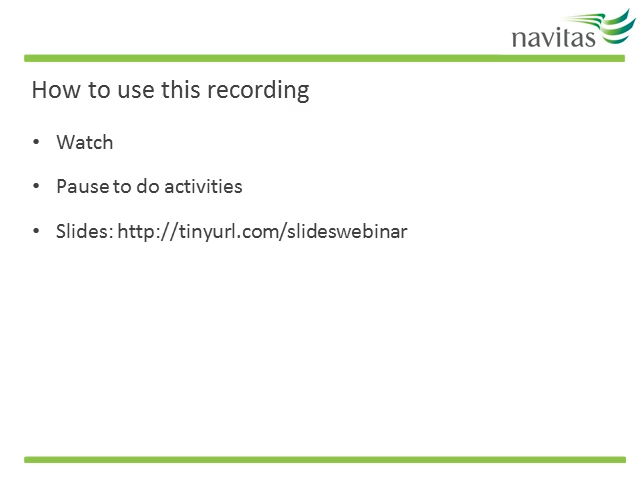 navitas
How to use this recording
• Watch
• Pause to do activities
• Slides: http://tinyurl.com/slideswebinar